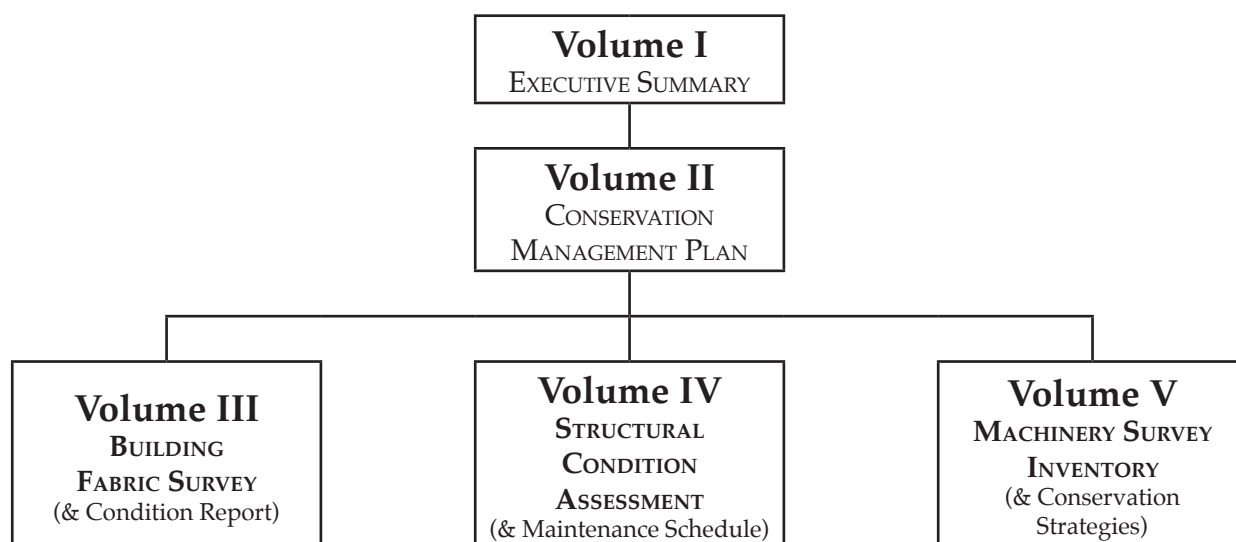 Volume I
Executive Summary
Volume II
Conservation
Management Plan
Volume III
Building
Fabric Survey
(& Condition Report)
Volume IV
Structural
Condition
Assessment
(& Maintenance Schedule)
Volume V
Machinery Survey
Inventory
(& Conservation
Strategies)